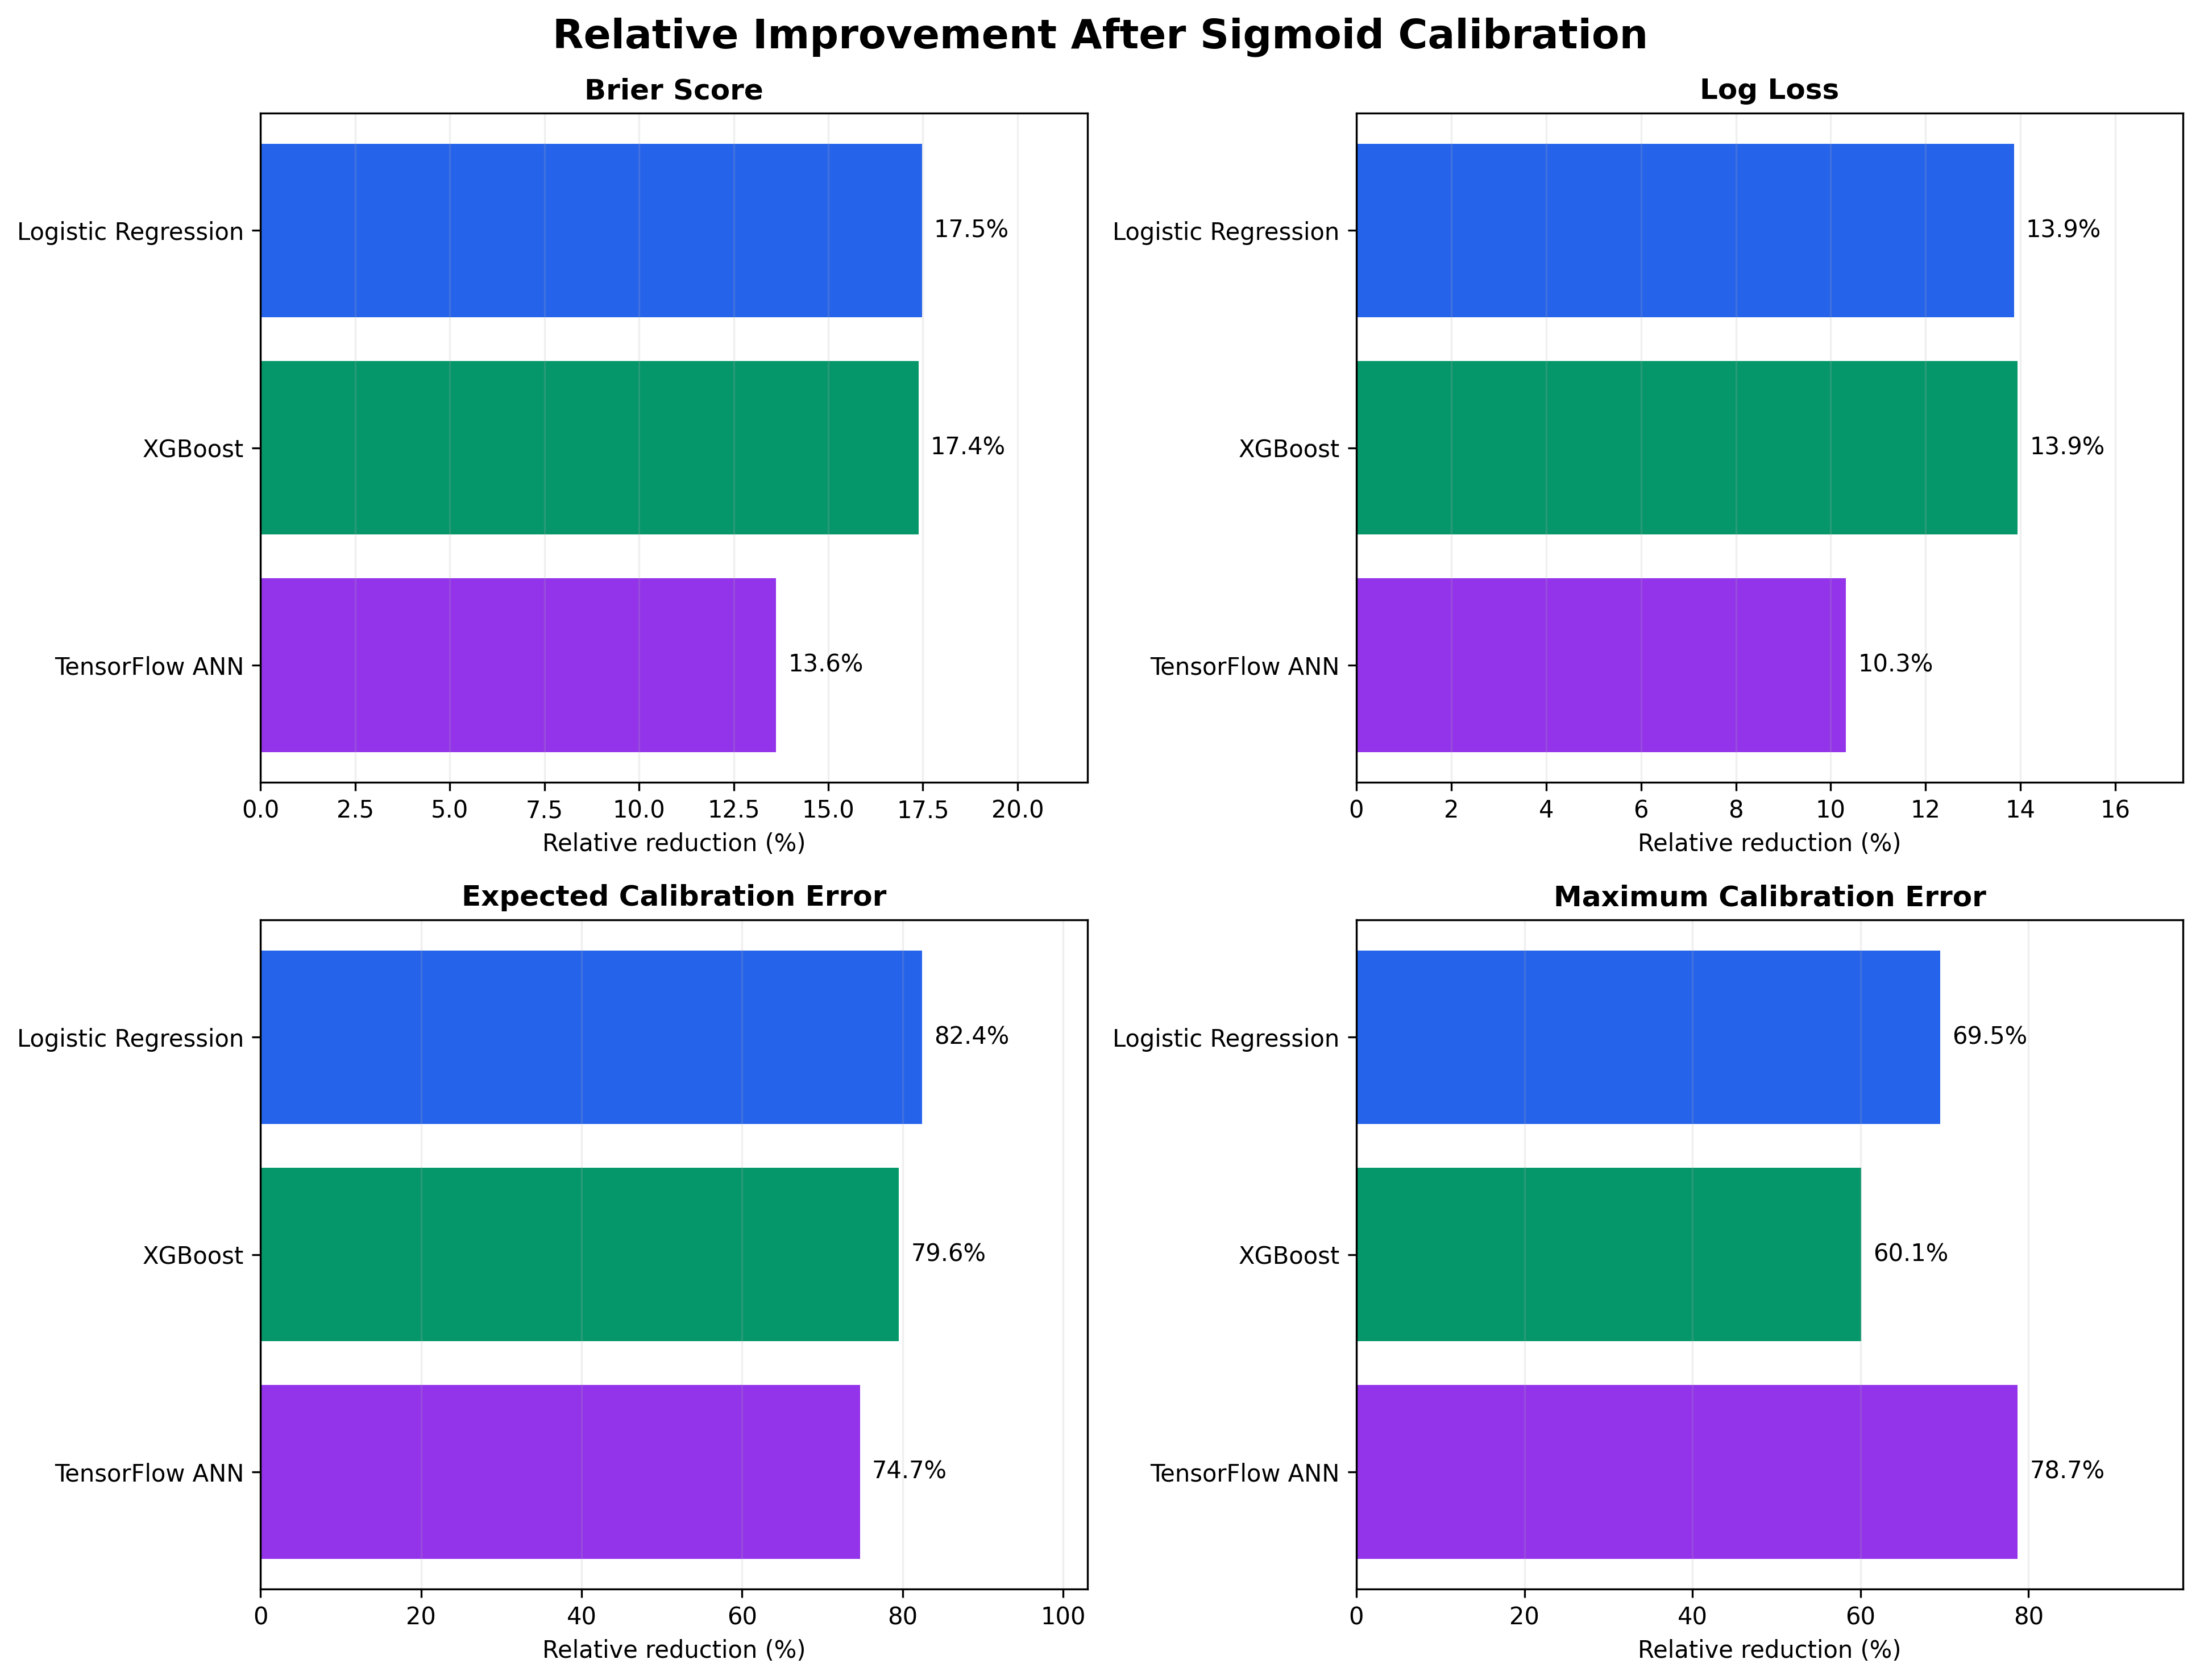 Relative Improvement After Sigmoid Calibration
Brier Score
Logistic Regression
17.5%
XGBoost
17.4%
TensorFlow ANN
13.6%
0.0 2.5 5.0 7.5 10.0 12.5 15.0 17.5 20.0
Relative reduction (%)
Log Loss
Logistic Regression
13.9%
XGBoost
13.9%
TensorFlow ANN
10.3%
0 2 4 6 8 10 12 14 16
Relative reduction (%)
Expected Calibration Error
Logistic Regression
82.4%
XGBoost
79.6%
TensorFlow ANN
74.7%
0 20 40 60 80 100
Relative reduction (%)
Maximum Calibration Error
Logistic Regression
69.5%
XGBoost
60.1%
TensorFlow ANN
78.7%
0 20 40 60 80
Relative reduction (%)